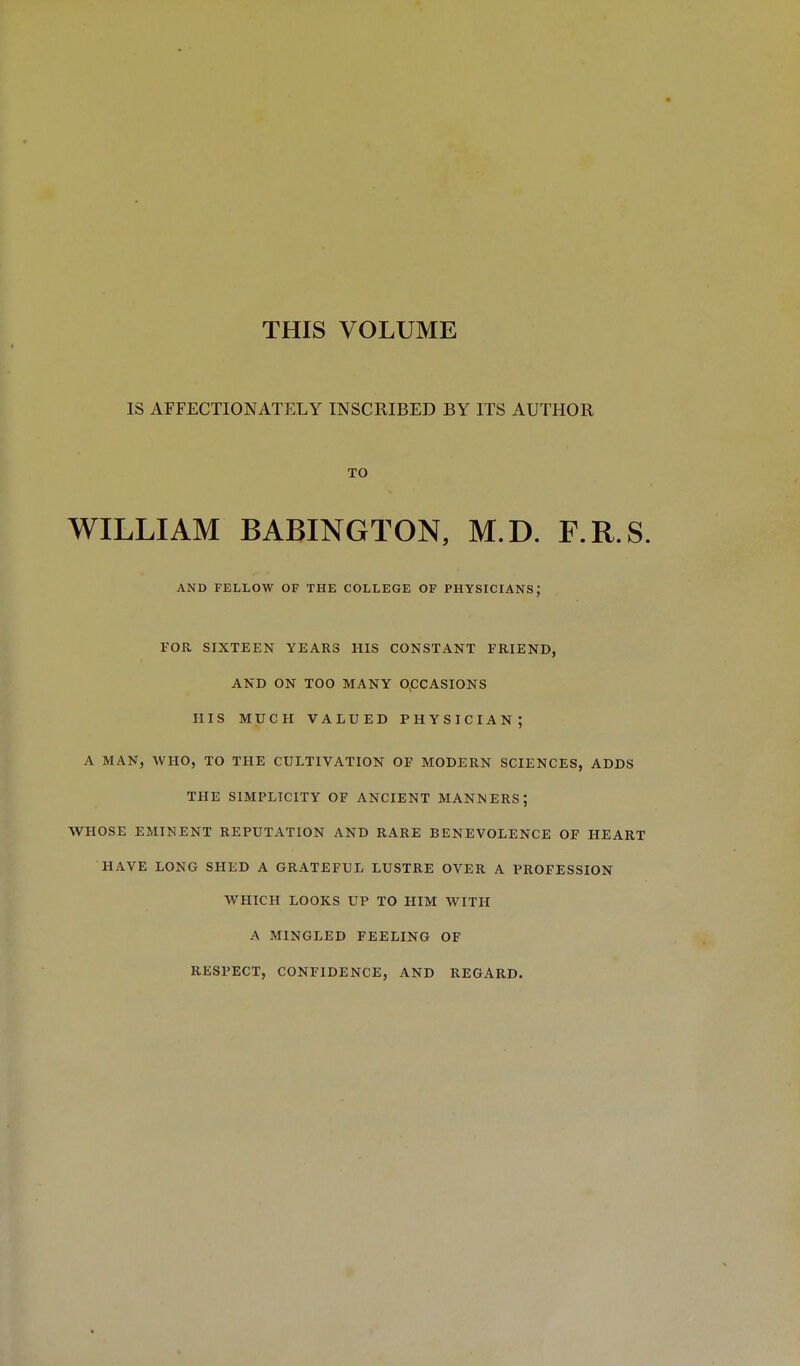 THIS VOLUME
IS AFFECTIONATELY INSCRIBED BY ITS AUTHOR
TO
WILLIAM BABINGTON, M.D. F.R.S.
AND FELLOW OF THE COLLEGE OF PHYSICIANS;
FOR SIXTEEN YEARS HIS CONSTANT FRIEND,
AND ON TOO MANY OCCASIONS
HIS MUCH VALUED PHYSICIAN;
A MAN, WHO, TO THE CULTIVATION OF MODERN SCIENCES, ADDS
THE SIMPLICITY OF ANCIENT MANNERS;
WHOSE EMINENT REPUTATION AND RARE BENEVOLENCE OF HEART
HAVE LONG SHED A GRATEFUL LUSTRE OVER A PROFESSION
WHICH LOOKS UP TO HIM WITH
A MINGLED FEELING OF
RESPECT, CONFIDENCE, AND REGARD.